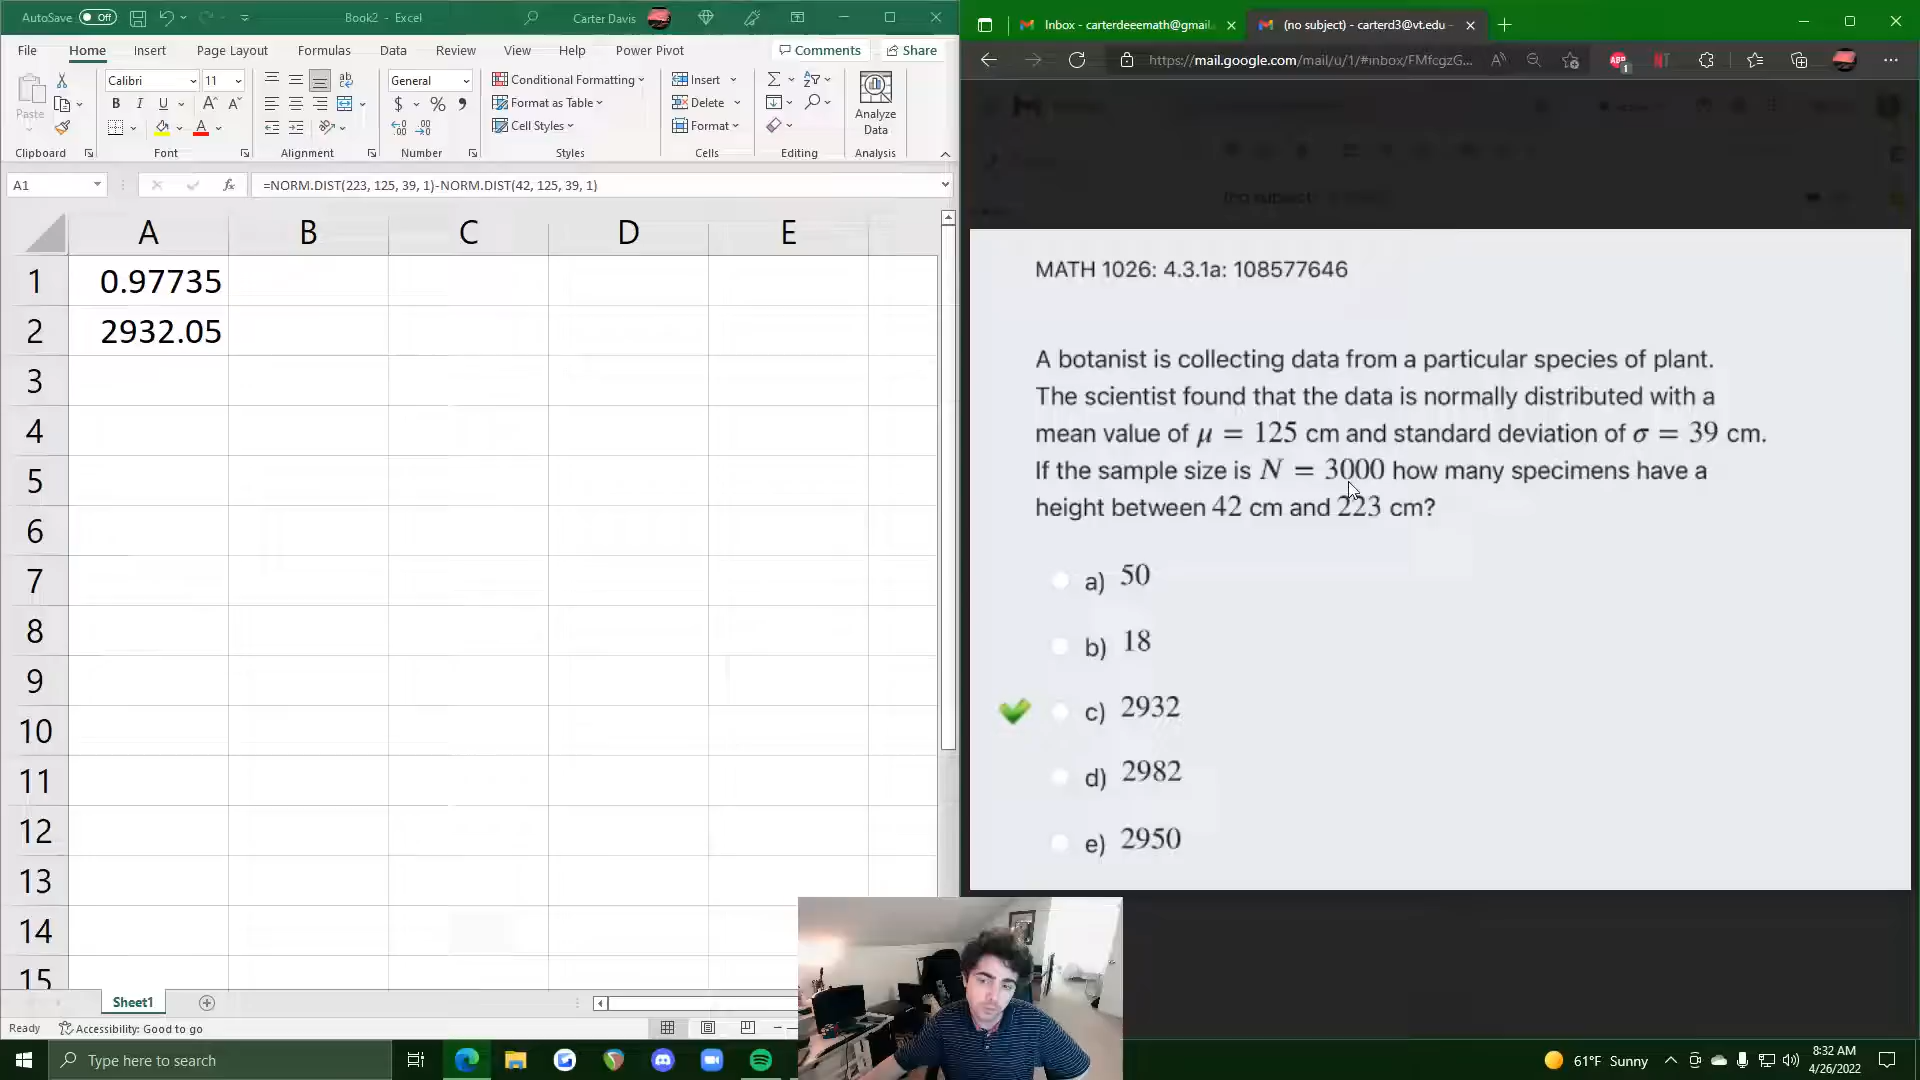 AutoSave Off Book2 - Excel Carter Davis
File Home Insert Page Layout Formulas Data Review View Help Power Pivot Comments Share
Paste Calibri 11 General Conditional Formatting Format as Table Cell Styles Insert Delete Format Analyze Data
Clipboard Font Alignment Number Styles Cells Editing Analysis
A1 fx =NORM.DIST(223, 125, 39, 1)-NORM.DIST(42, 125, 39, 1)
A B C D E
1 0.97735
2 2932.05
3
4
5
6
7
8
9
10
11
12
13
14
15
Sheet1
Ready Accessibility: Good to go
Inbox - carterdeeemath@gmail. (no subject) - carterd3@vt.edu -
https://mail.google.com/mail/u/1/#inbox/FMfcgzG...
(no subject)
MATH 1026: 4.3.1a: 108577646
A botanist is collecting data from a particular species of plant.
The scientist found that the data is normally distributed with a
mean value of μ = 125 cm and standard deviation of σ = 39 cm.
If the sample size is N = 3000 how many specimens have a
height between 42 cm and 223 cm?
a) 50
b) 18
c) 2932
d) 2982
e) 2950
Type here to search
61°F Sunny
8:32 AM
4/26/2022